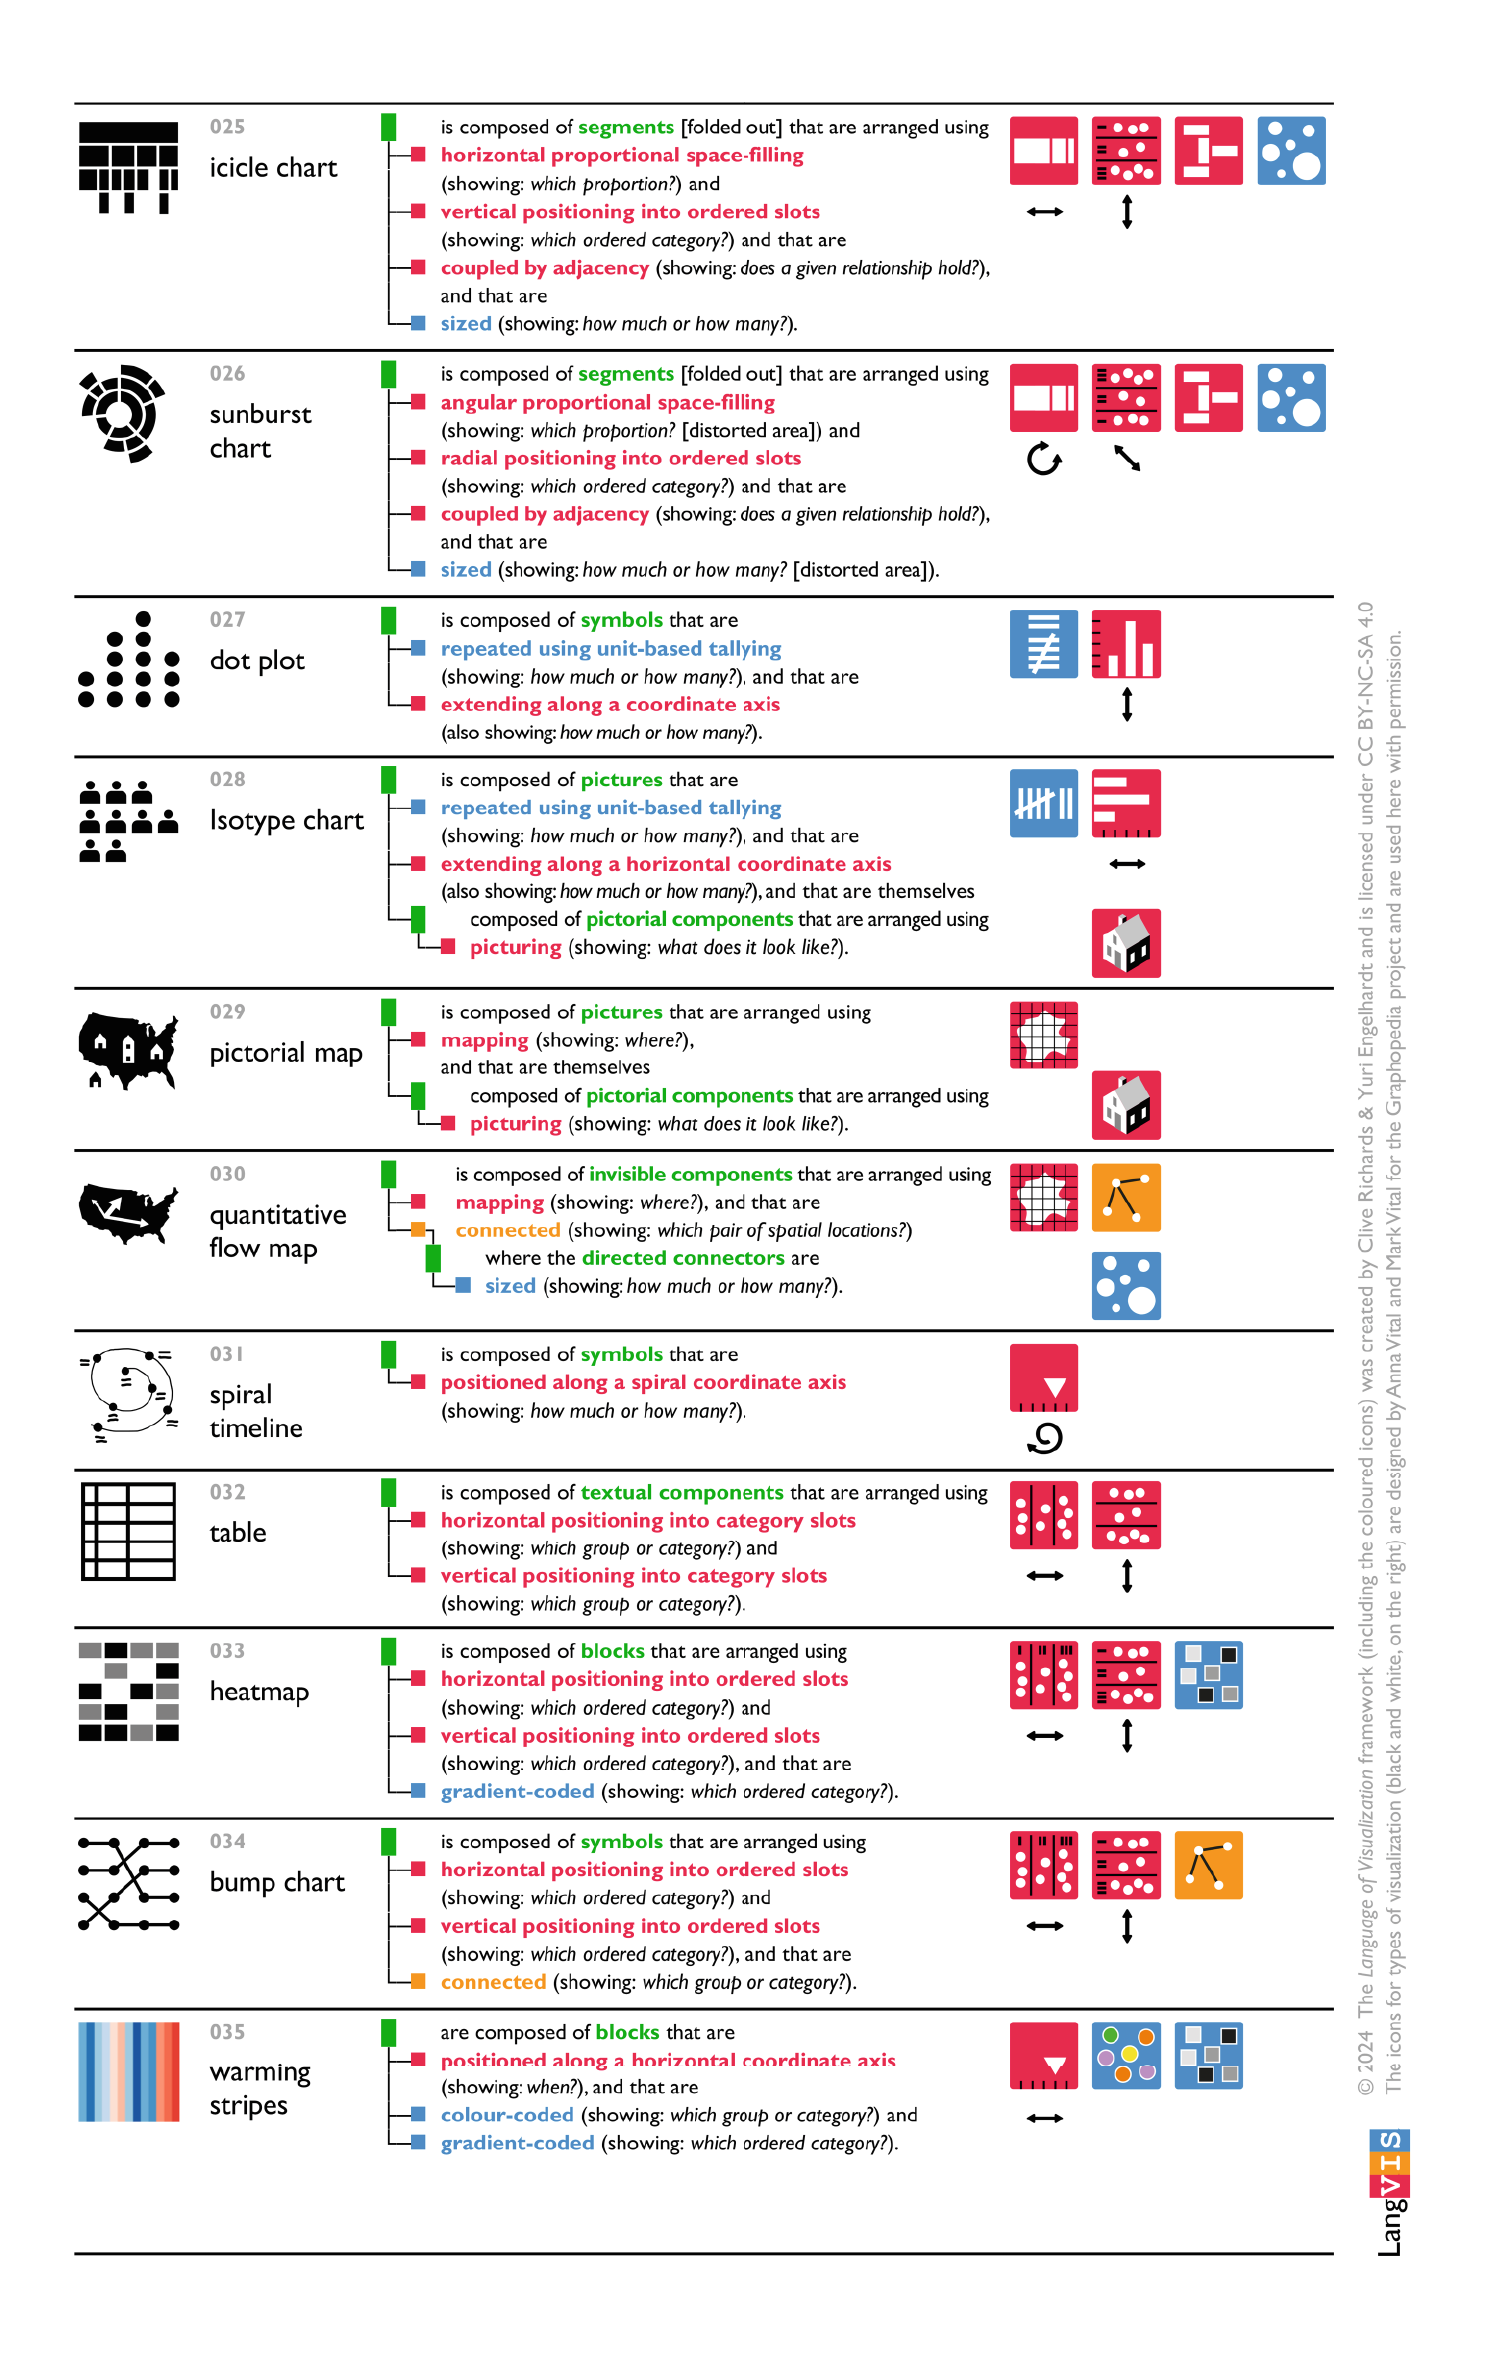 025
icicle chart
is composed of segments [folded out] that are arranged using
horizontal proportional space-filling
(showing: which proportion?) and
vertical positioning into ordered slots
(showing: which ordered category?) and that are
coupled by adjacency (showing: does a given relationship hold?),
and that are
sized (showing: how much or how many?).
026
sunburst
chart
is composed of segments [folded out] that are arranged using
angular proportional space-filling
(showing: which proportion? [distorted area]) and
radial positioning into ordered slots
(showing: which ordered category?) and that are
coupled by adjacency (showing: does a given relationship hold?),
and that are
sized (showing: how much or how many? [distorted area]).
027
dot plot
is composed of symbols that are
repeated using unit-based tallying
(showing: how much or how many?), and that are
extending along a coordinate axis
(also showing: how much or how many?).
028
Isotype chart
is composed of pictures that are
repeated using unit-based tallying
(showing: how much or how many?), and that are
extending along a horizontal coordinate axis
(also showing: how much or how many?), and that are themselves
composed of pictorial components that are arranged using
picturing (showing: what does it look like?).
029
pictorial map
is composed of pictures that are arranged using
mapping (showing: where?),
and that are themselves
composed of pictorial components that are arranged using
picturing (showing: what does it look like?).
030
quantitative
flow map
is composed of invisible components that are arranged using
mapping (showing: where?), and that are
connected (showing: which pair of spatial locations?)
where the directed connectors are
sized (showing: how much or how many?).
031
spiral
timeline
is composed of symbols that are
positioned along a spiral coordinate axis
(showing: how much or how many?).
032
table
is composed of textual components that are arranged using
horizontal positioning into category slots
(showing: which group or category?) and
vertical positioning into category slots
(showing: which group or category?).
033
heatmap
is composed of blocks that are arranged using
horizontal positioning into ordered slots
(showing: which ordered category?) and
vertical positioning into ordered slots
(showing: which ordered category?), and that are
gradient-coded (showing: which ordered category?).
034
bump chart
is composed of symbols that are arranged using
horizontal positioning into ordered slots
(showing: which ordered category?) and
vertical positioning into ordered slots
(showing: which ordered category?), and that are
connected (showing: which group or category?).
035
warming
stripes
are composed of blocks that are
positioned along a horizontal coordinate axis
(showing: when?), and that are
colour-coded (showing: which group or category?) and
gradient-coded (showing: which ordered category?).
© 2024 The Language of Visualization framework (including the coloured icons) was created by Clive Richards & Yuri Engelhardt and is licensed under CC BY-NC-SA 4.0
The icons for types of visualization (black and white, on the right) are designed by Anna Vital and Mark Vital for the Graphopedia project and are used here with permission.
LangVIS